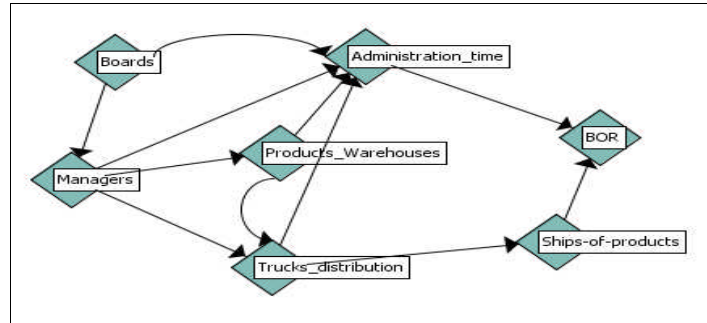 Boards
Administration_time
BOR
Products_Warehouses
Managers
Ships-of-products
Trucks_distribution